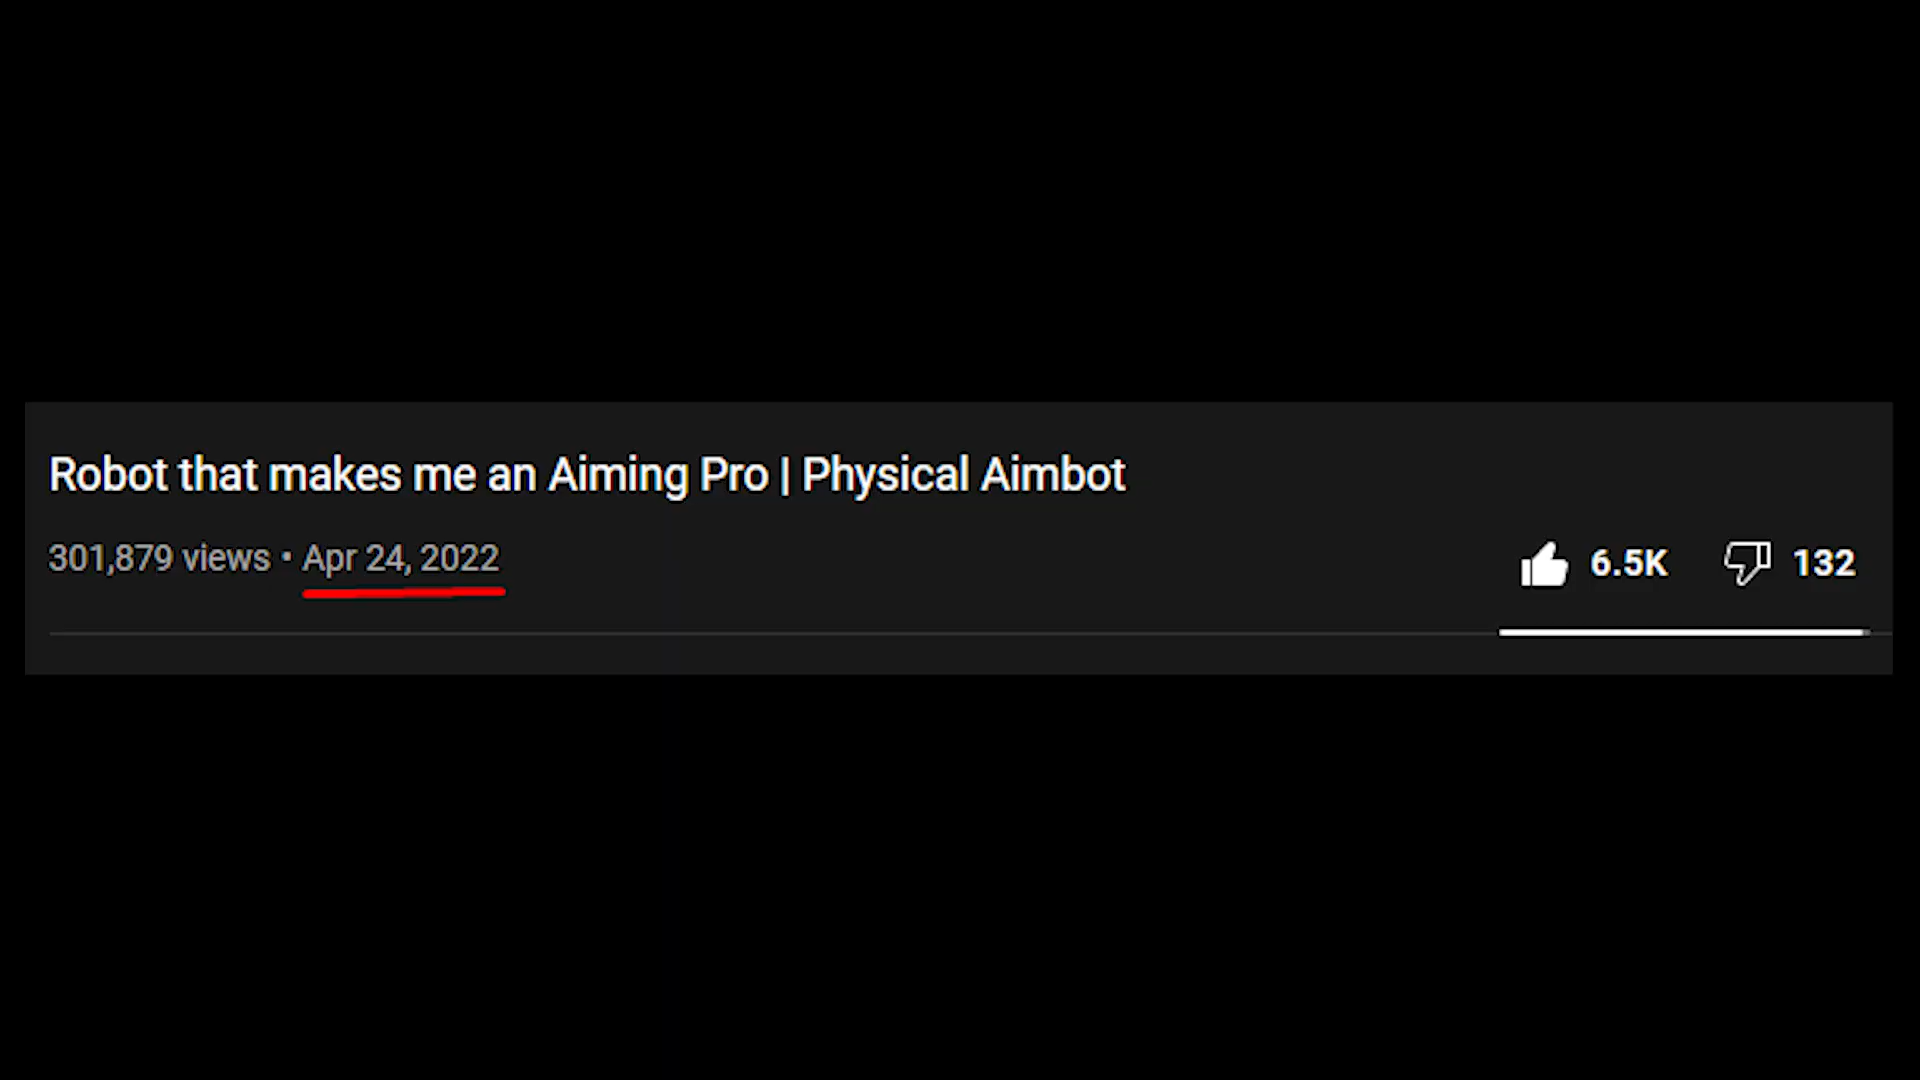 Robot that makes me an Aiming Pro | Physical Aimbot
301,879 views • Apr 24, 2022
6.5K
132